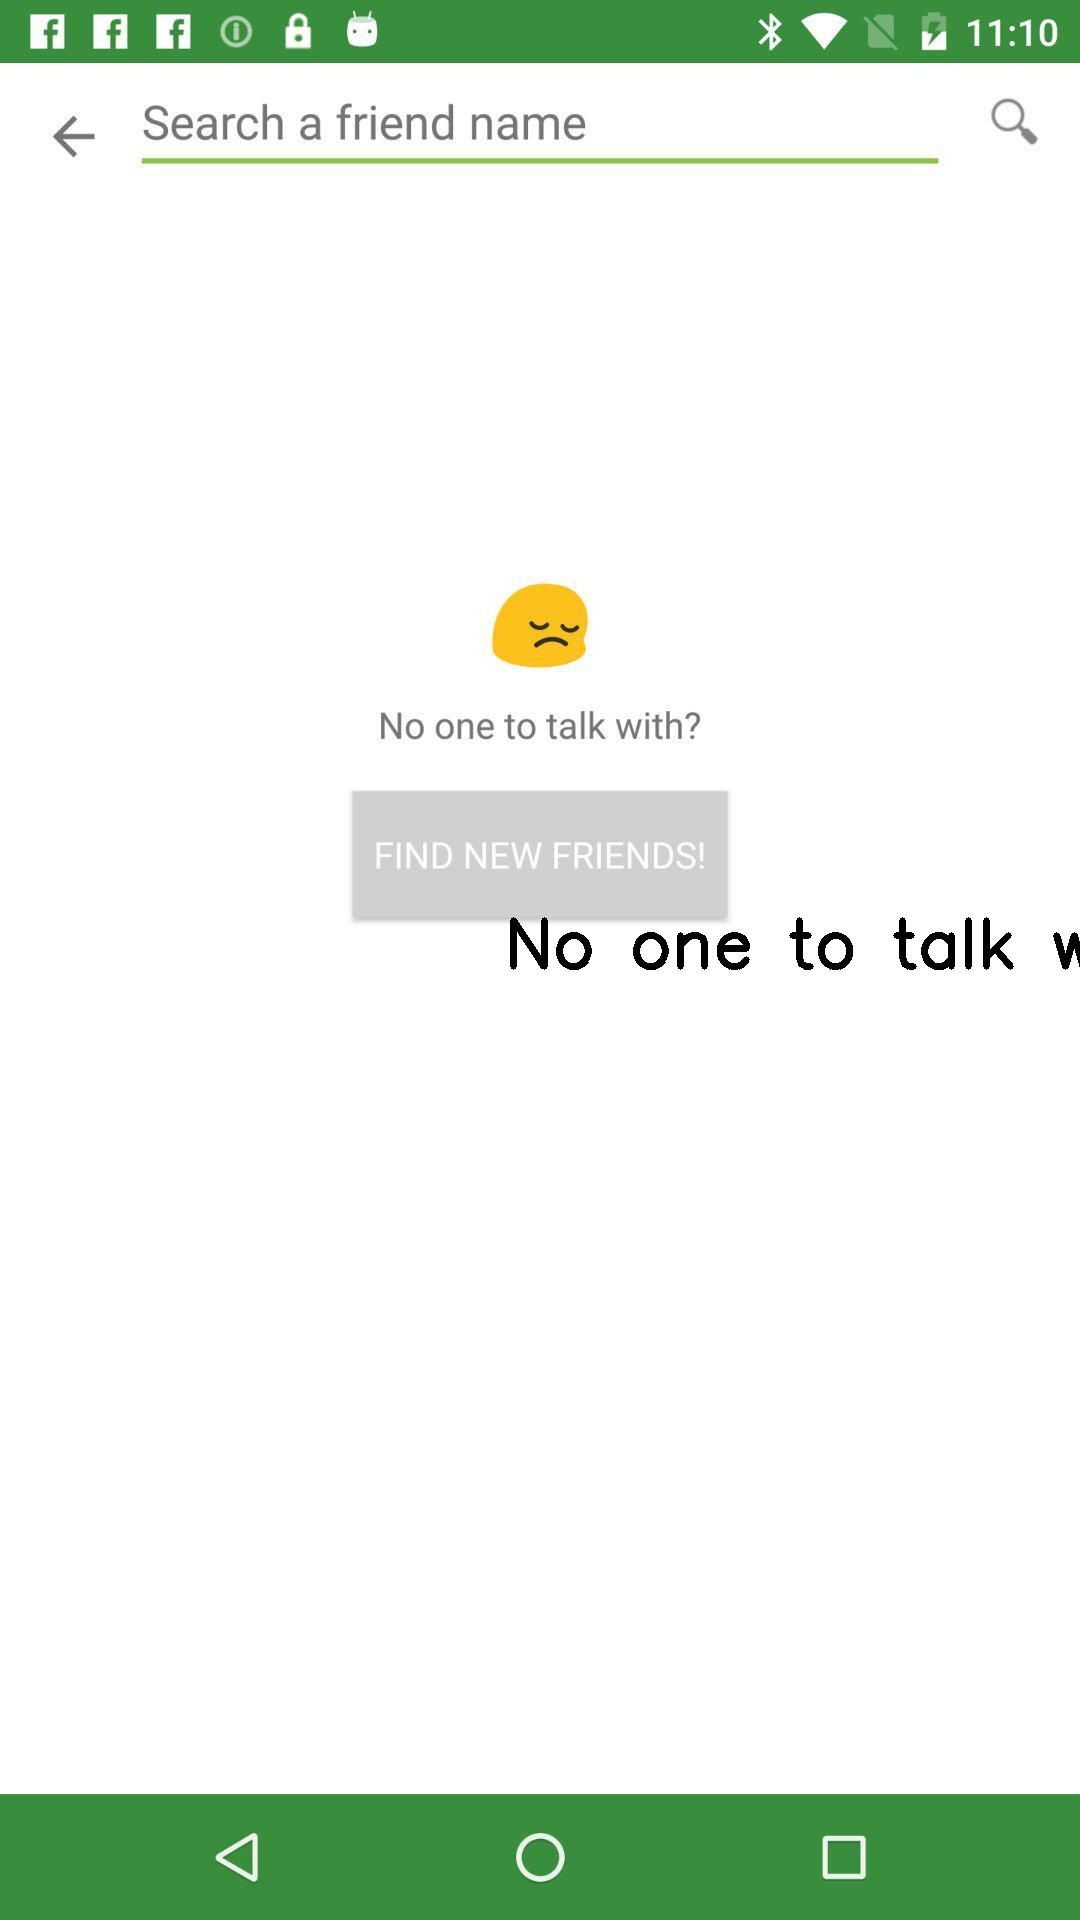 11:10
Search a friend name
No one to talk with?
FIND NEW FRIENDS!
No one to talk w